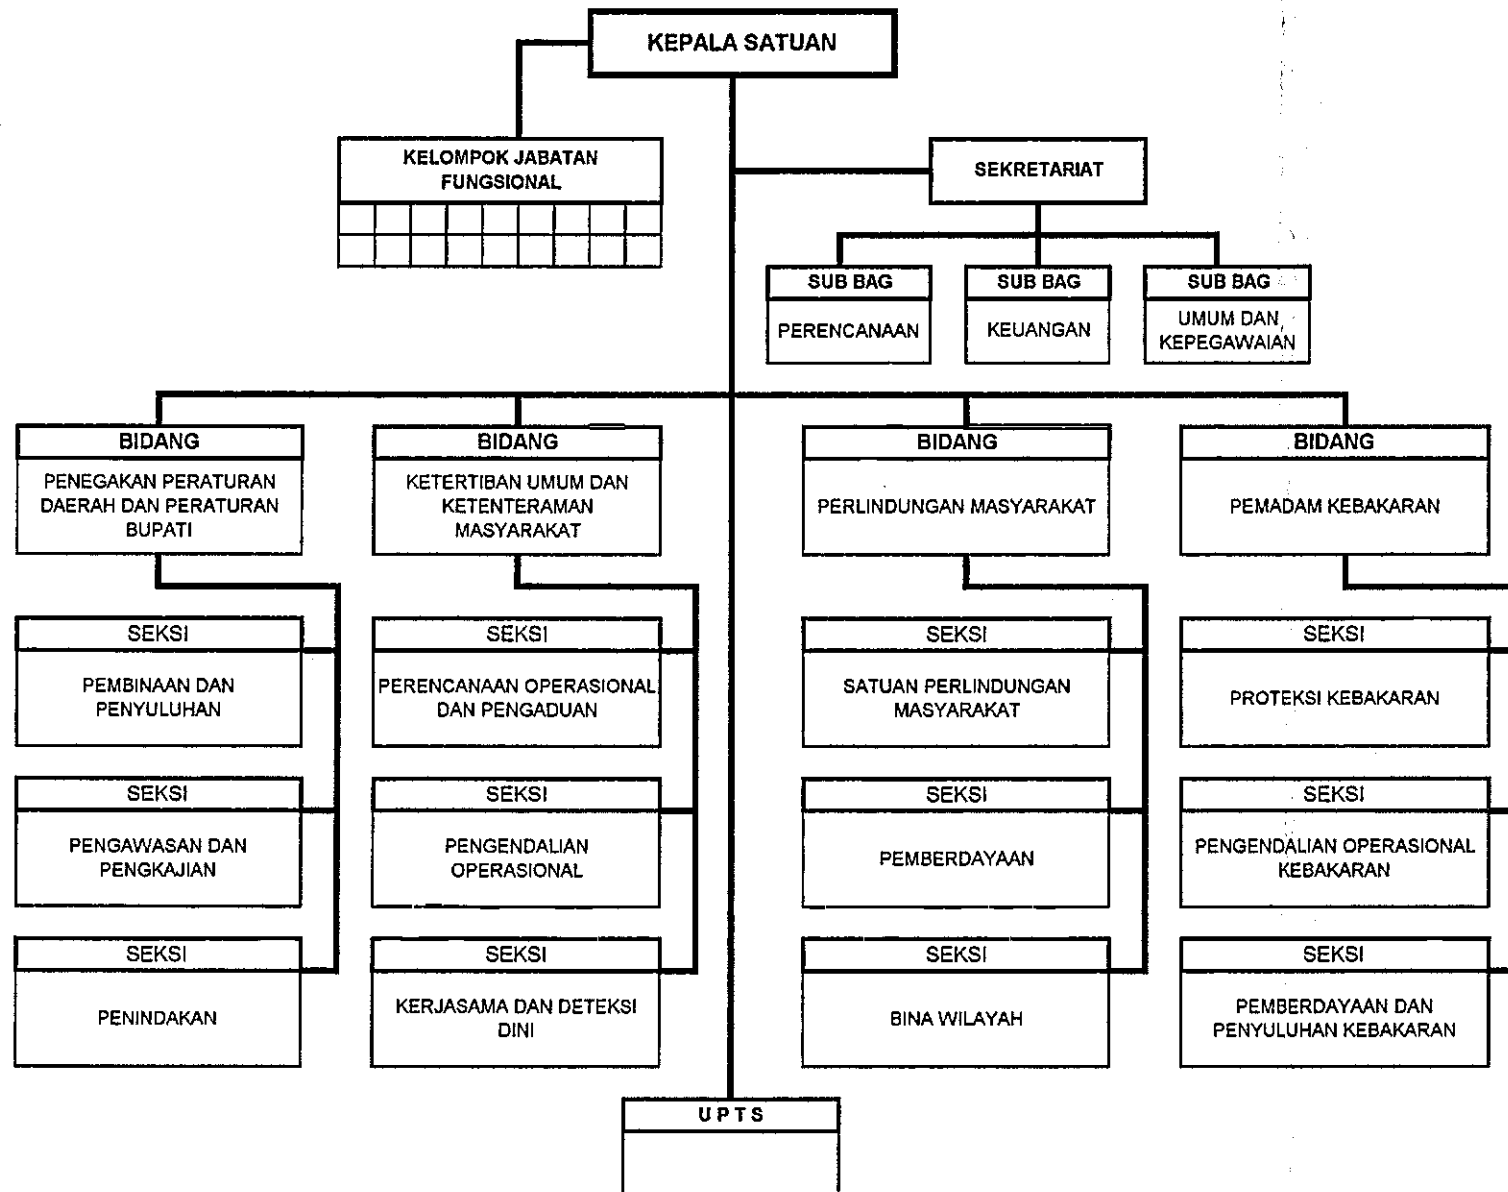 KEPALA SATUAN
KELOMPOK JABATAN
FUNGSIONAL
SEKRETARIAT
SUB BAG
PERENCANAAN
SUB BAG
KEUANGAN
SUB BAG
UMUM DAN
KEPEGAWAIAN
BIDANG
PENEGAKAN PERATURAN
DAERAH DAN PERATURAN
BUPATI
BIDANG
KETERTIBAN UMUM DAN
KETENTERAMAN
MASYARAKAT
BIDANG
PERLINDUNGAN MASYARAKAT
BIDANG
PEMADAM KEBAKARAN
SEKSI
PEMBINAAN DAN
PENYULUHAN
SEKSI
PERENCANAAN OPERASIONAL
DAN PENGADUAN
SEKSI
SATUAN PERLINDUNGAN
MASYARAKAT
SEKSI
PROTEKSI KEBAKARAN
SEKSI
PENGAWASAN DAN
PENGKAJIAN
SEKSI
PENGENDALIAN
OPERASIONAL
SEKSI
PEMBERDAYAAN
SEKSI
PENGENDALIAN OPERASIONAL
KEBAKARAN
SEKSI
PENINDAKAN
SEKSI
KERJASAMA DAN DETEKSI
DINI
SEKSI
BINA WILAYAH
SEKSI
PEMBERDAYAAN DAN
PENYULUHAN KEBAKARAN
U P T S